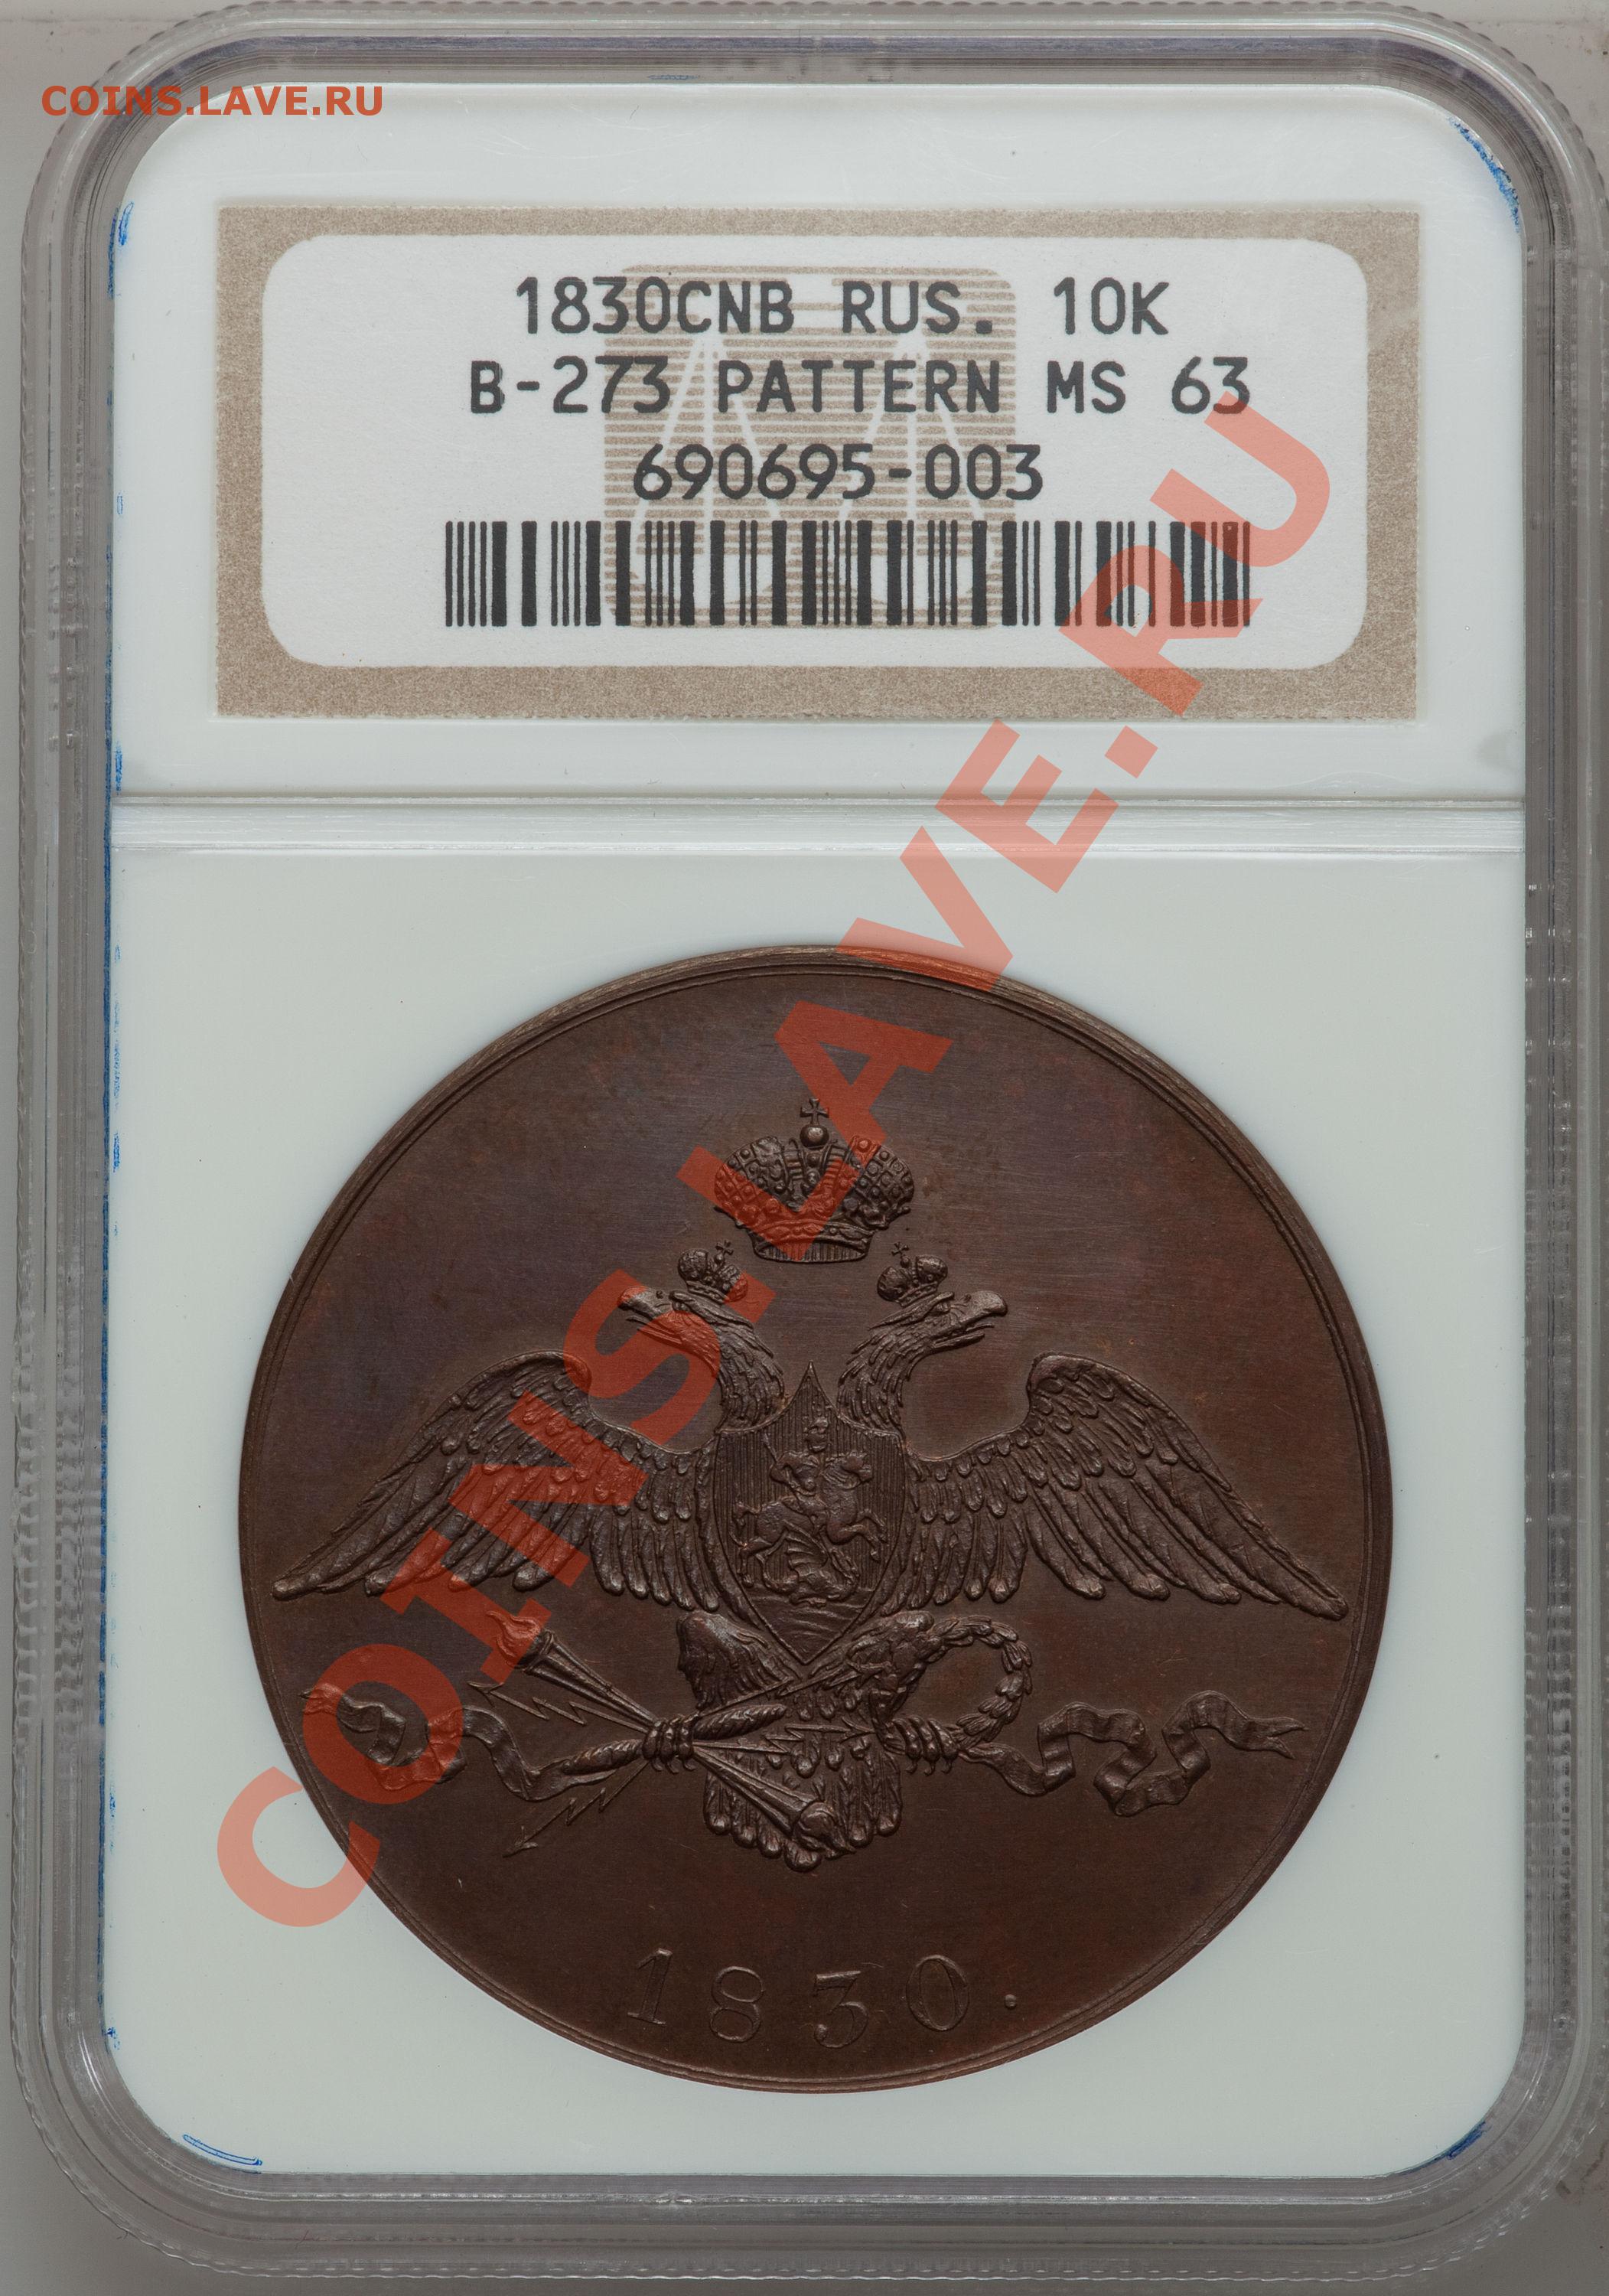 COINS.LAVE.RU
1830CNB RUS. 10K
B-273 PATTERN MS 63
690695-003
COINS.LAVE.RU
1830.